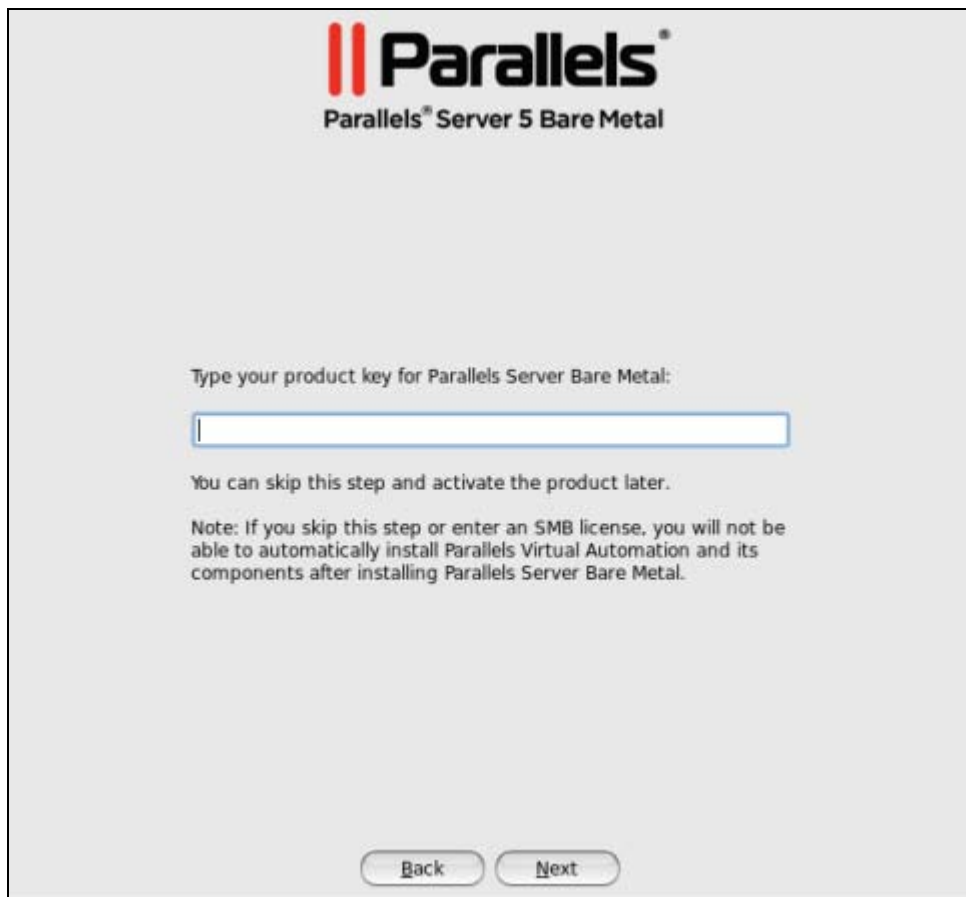 Parallels®
Parallels® Server 5 Bare Metal
Type your product key for Parallels Server Bare Metal:
You can skip this step and activate the product later.
Note: If you skip this step or enter an SMB license, you will not be
able to automatically install Parallels Virtual Automation and its
components after installing Parallels Server Bare Metal.
Back Next